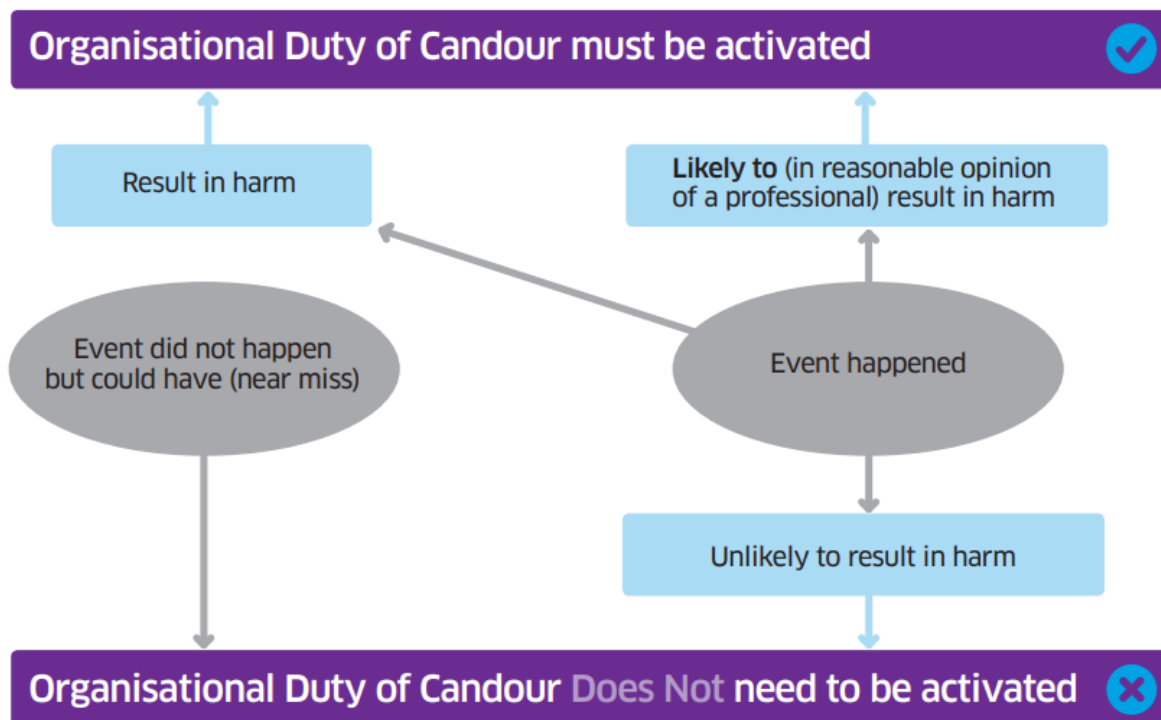 Organisational Duty of Candour must be activated
Result in harm
Likely to (in reasonable opinion
of a professional) result in harm
Event did not happen
but could have (near miss)
Event happened
Unlikely to result in harm
Organisational Duty of Candour Does Not need to be activated